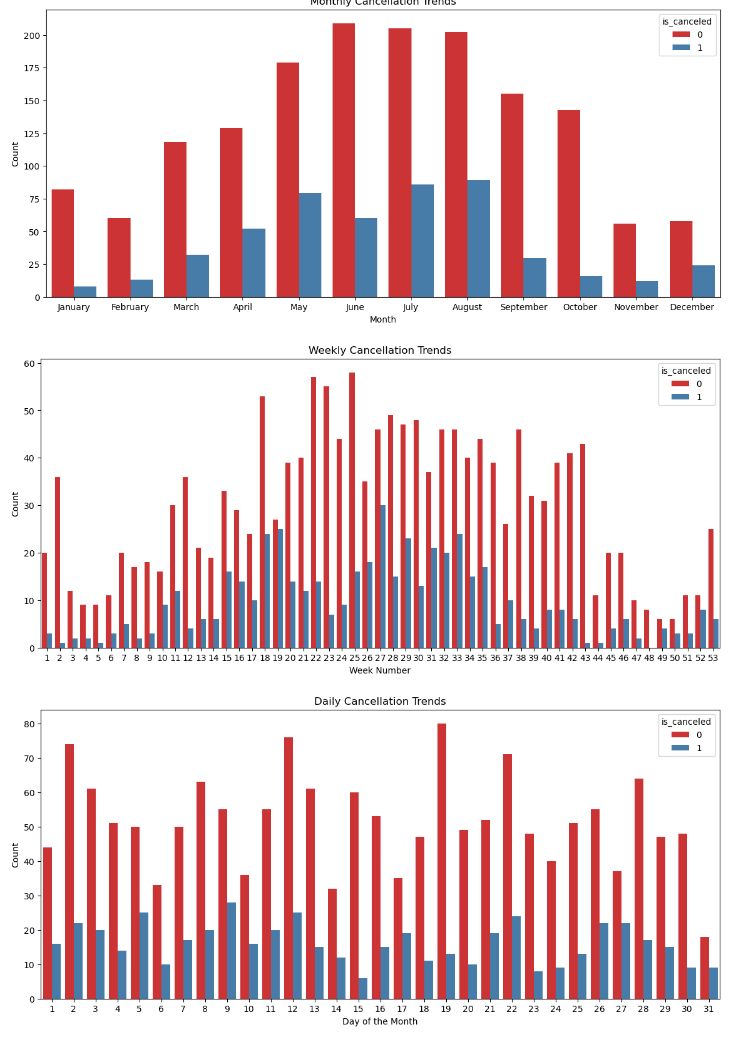 Monthly Cancellation Trends
is_canceled
0
1
200
175
150
125
100
75
50
25
0
Count
January February March April May June July August September October November December
Month
Weekly Cancellation Trends
is_canceled
0
1
60
50
40
30
20
10
0
Count
1 2 3 4 5 6 7 8 9 10 11 12 13 14 15 16 17 18 19 20 21 22 23 24 25 26 27 28 29 30 31 32 33 34 35 36 37 38 39 40 41 42 43 44 45 46 47 48 49 50 51 52 53
Week Number
Daily Cancellation Trends
is_canceled
0
1
80
70
60
50
40
30
20
10
0
Count
1 2 3 4 5 6 7 8 9 10 11 12 13 14 15 16 17 18 19 20 21 22 23 24 25 26 27 28 29 30 31
Day of the Month